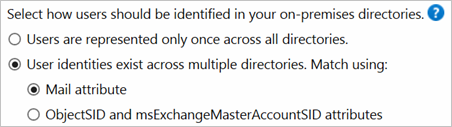 Select how users should be identified in your on-premises directories. ?
Users are represented only once across all directories.
User identities exist across multiple directories. Match using:
Mail attribute
ObjectSID and msExchangeMasterAccountSID attributes